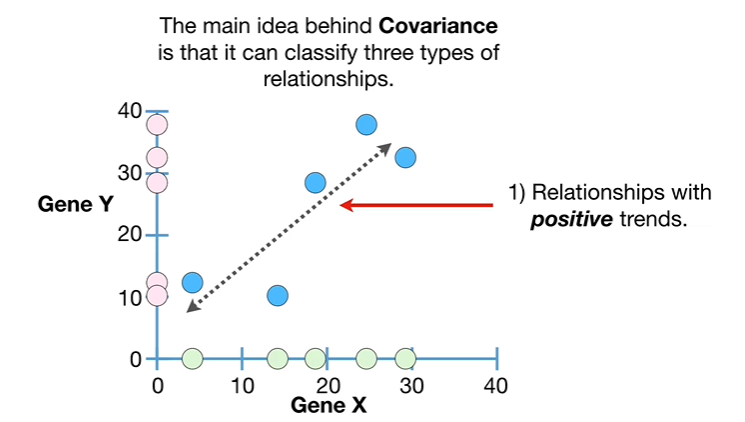 The main idea behind Covariance
is that it can classify three types of
relationships.
40
30
20
10
0
Gene Y
1) Relationships with
positive trends.
0 10 20 30 40
Gene X